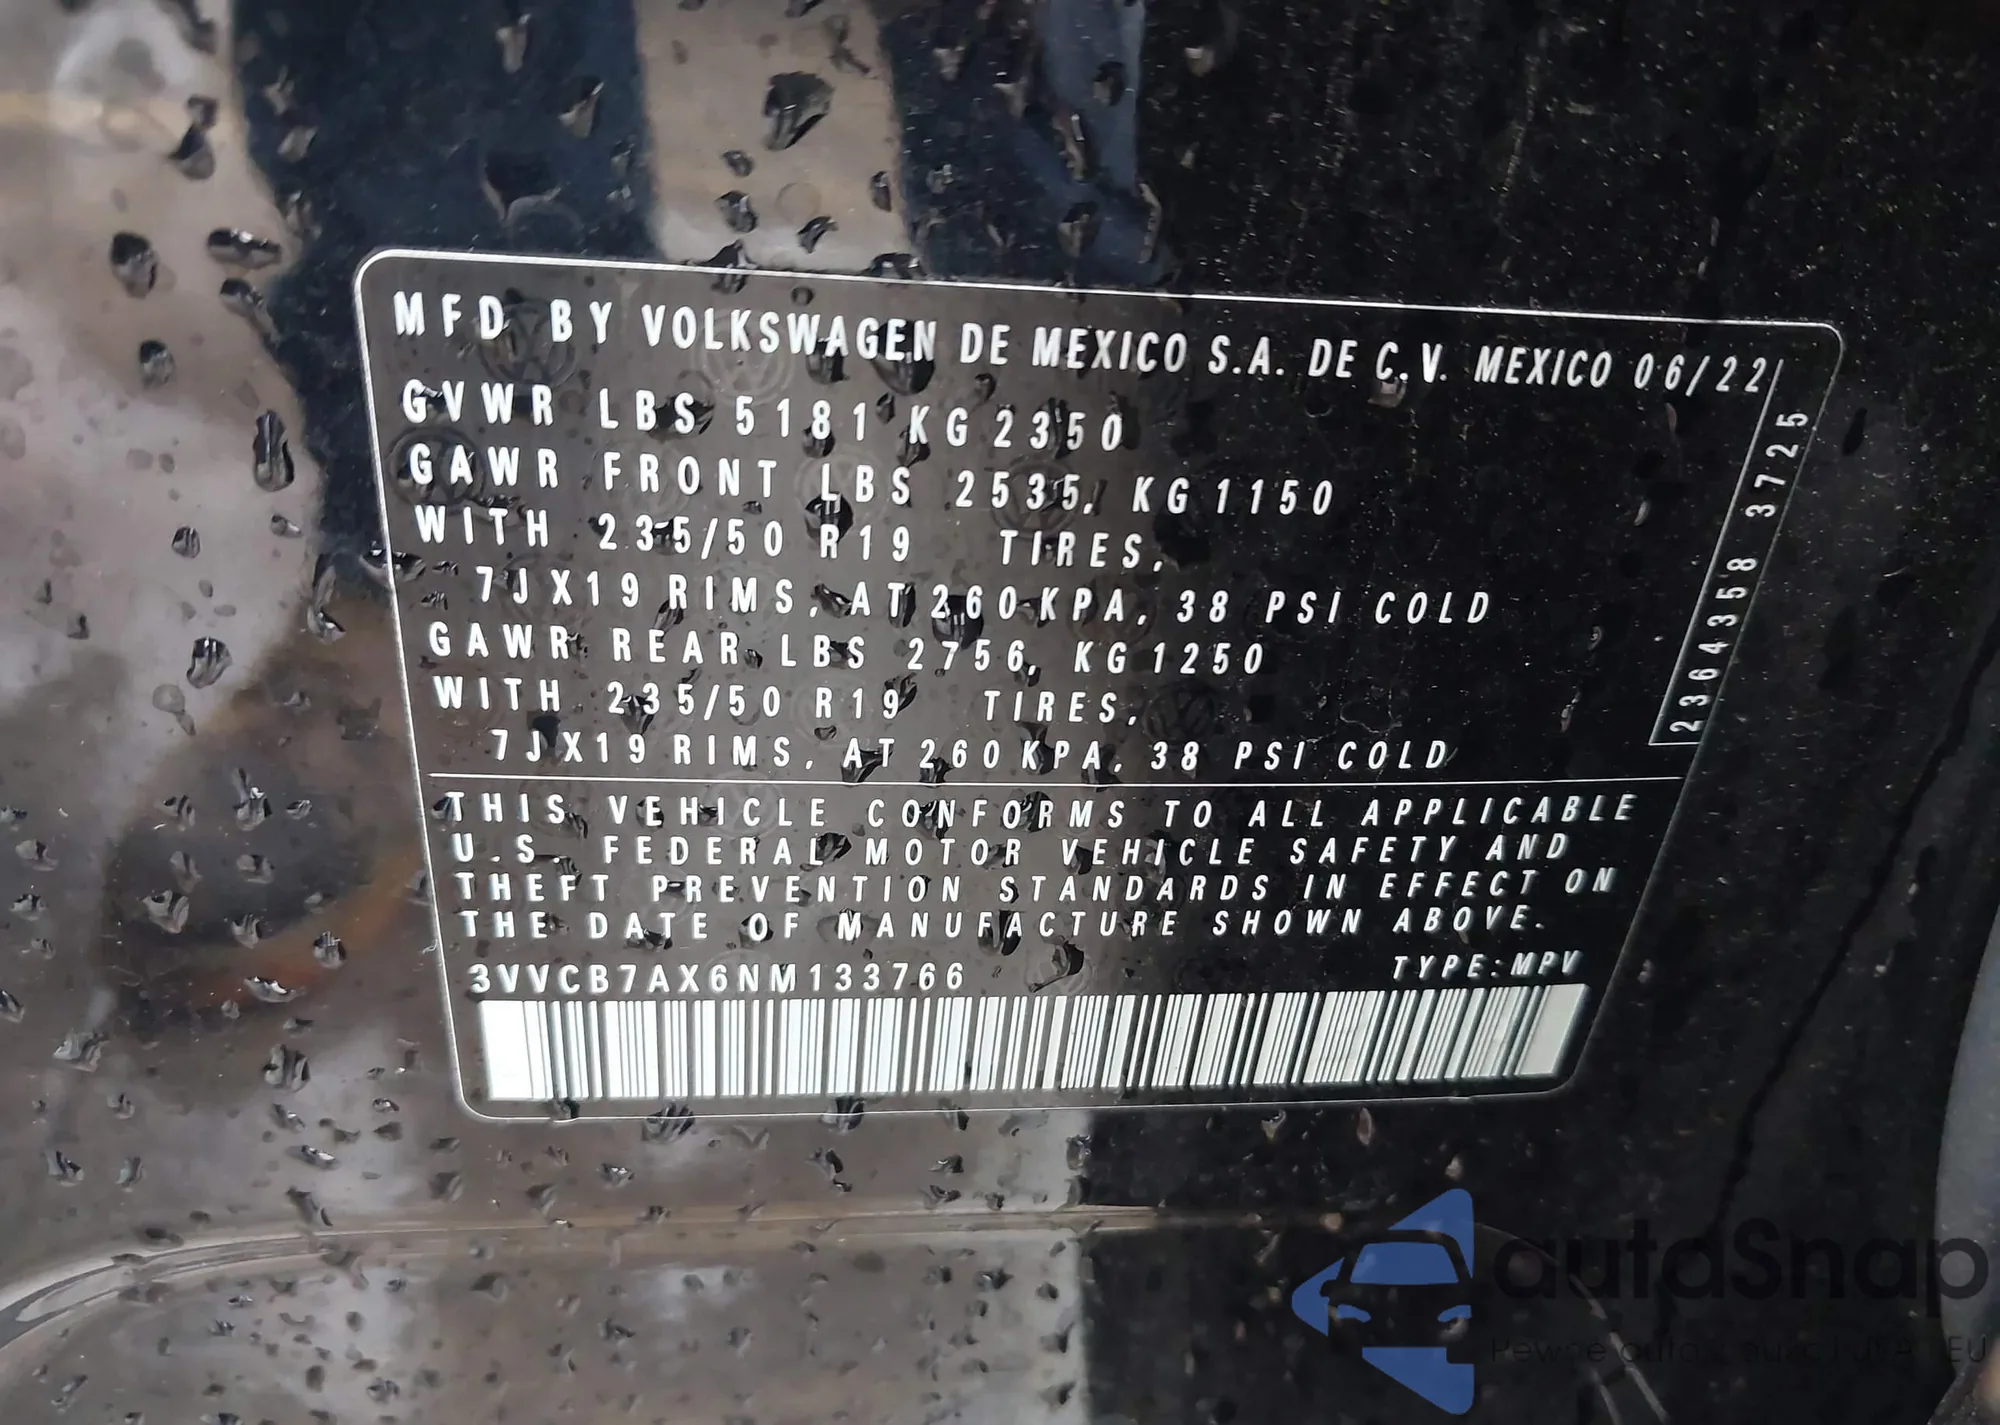 MFD BY VOLKSWAGEN DE MEXICO S.A. DE C.V. MEXICO 06/22
GVWR LBS 5181 KG 2350
GAWR FRONT LBS 2535, KG 1150
WITH 235/50 R19 TIRES,
7JX19 RIMS, AT 260 KPA, 38 PSI COLD
GAWR REAR LBS 2756, KG 1250
WITH 235/50 R19 TIRES,
7JX19 RIMS, AT 260 KPA, 38 PSI COLD
2364358 3725
THIS VEHICLE CONFORMS TO ALL APPLICABLE
U.S. FEDERAL MOTOR VEHICLE SAFETY AND
THEFT PREVENTION STANDARDS IN EFFECT ON
THE DATE OF MANUFACTURE SHOWN ABOVE.
3VVCB7AX6NM133766 TYPE:MPV
autoSnap
Pewne auto z EU